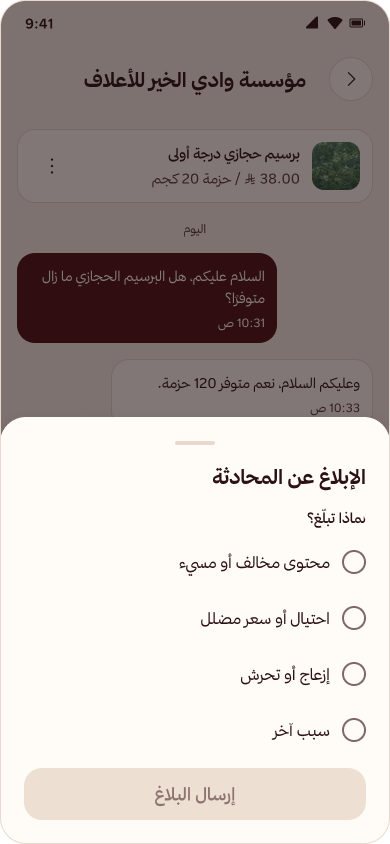 9:41
مؤسسة وادي الخير للأعلاف
برسيم حجازي درجة أولى
38.00 / حزمة 20 كجم
اليوم
السلام عليكم، هل البرسيم الحجازي ما زال
متوفرًا؟
10:31 ص
وعليكم السلام، نعم متوفر 120 حزمة.
10:33 ص
الإبلاغ عن المحادثة
بماذا تبلّغ؟
محتوى مخالف أو مسيء
احتيال أو سعر مضلل
إزعاج أو تحرش
سبب آخر
إرسال البلاغ